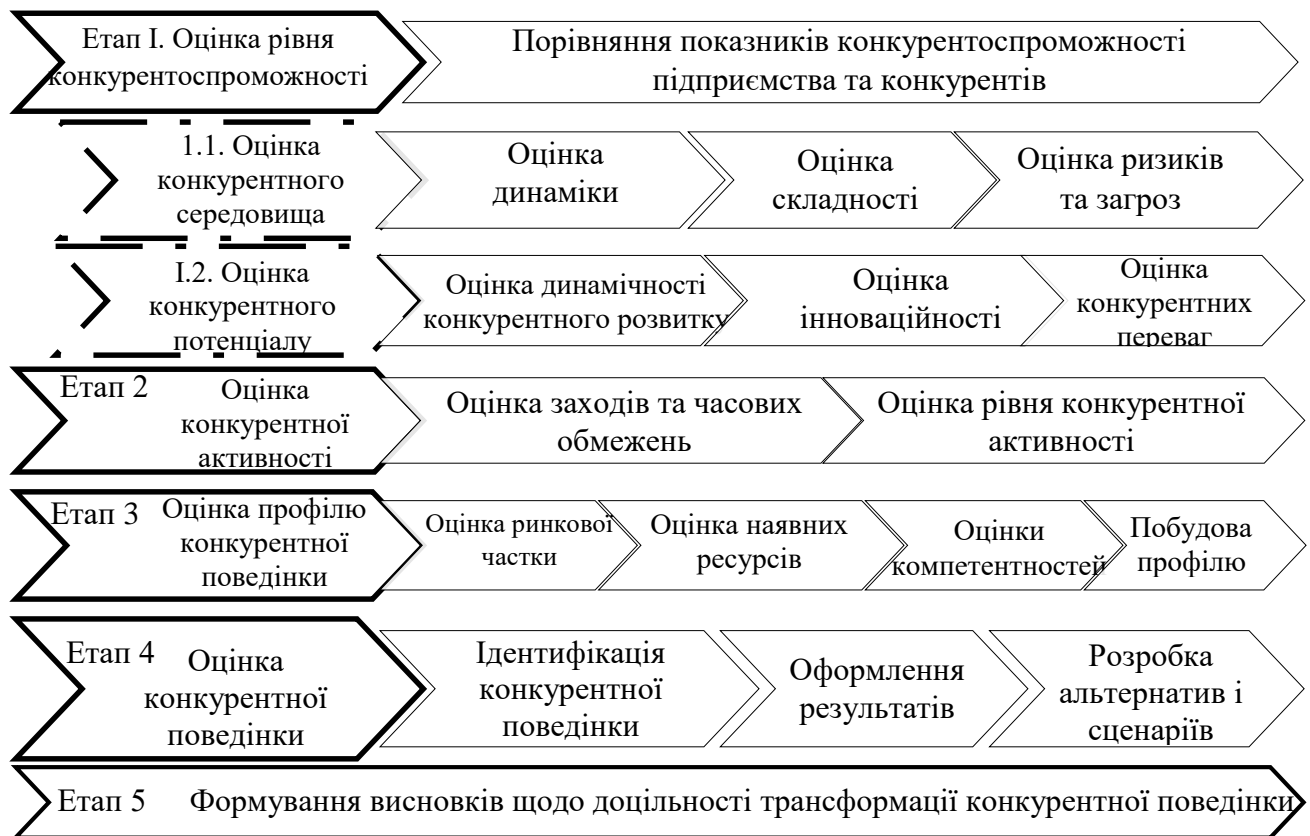 Етап І. Оцінка рівня
конкурентоспроможності
Порівняння показників конкурентоспроможності
підприємства та конкурентів
1.1. Оцінка
конкурентного
середовища
Оцінка
динаміки
Оцінка
складності
Оцінка ризиків
та загроз
І.2. Оцінка
конкурентного
потенціалу
Оцінка динамічності
конкурентного розвитку
Оцінка
інноваційності
Оцінка
конкурентних
переваг
Етап 2
Оцінка
конкурентної
активності
Оцінка заходів та часових
обмежень
Оцінка рівня конкурентної
активності
Етап 3
Оцінка профілю
конкурентної
поведінки
Оцінка ринкової
частки
Оцінка наявних
ресурсів
Оцінки
компетентностей
Побудова
профілю
Етап 4
Оцінка
конкурентної
поведінки
Ідентифікація
конкурентної
поведінки
Оформлення
результатів
Розробка
альтернатив і
сценаріїв
Етап 5 Формування висновків щодо доцільності трансформації конкурентної поведінки